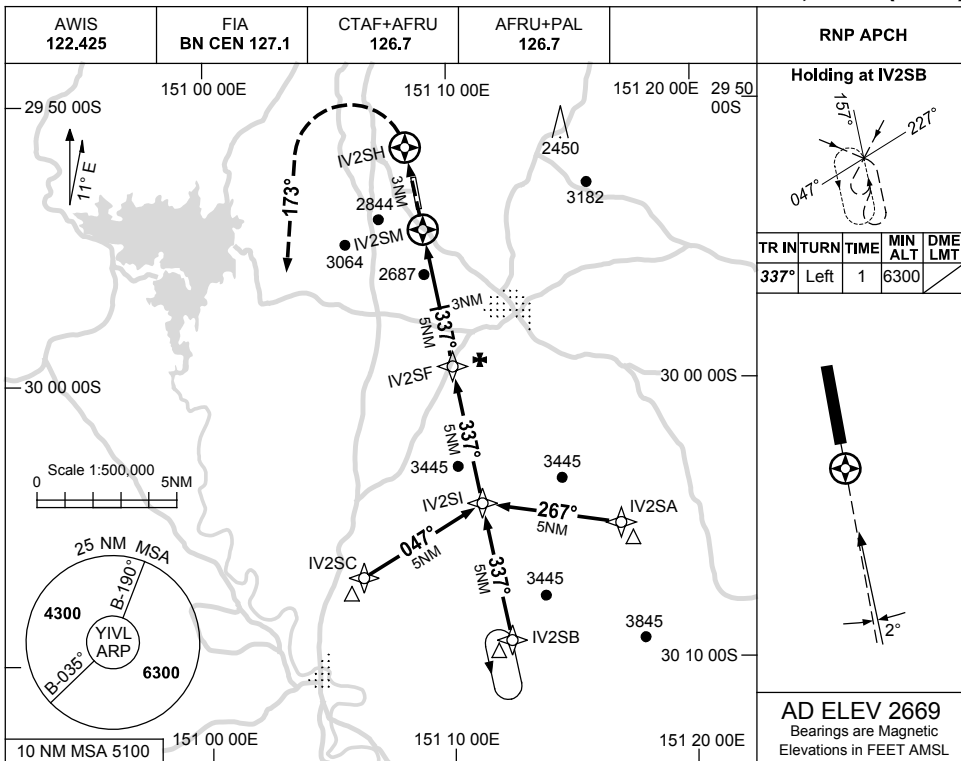 AWIS
122.425
FIA
BN CEN 127.1
CTAF+AFRU
126.7
AFRU+PAL
126.7
RNP APCH
151 00 00E
151 10 00E
151 20 00E
29 50
00S
29 50 00S
11° E
IV2SH
3NM
173°
2844
IV2SM
3064
2687
2450
3182
3NM
337°
5NM
IV2SF
30 00 00S
30 00 00S
337°
5NM
3445
3445
IV2SI
IV2SA
267°
5NM
Scale 1:500,000
0
5NM
IV2SC
047°
5NM
337°
5NM
3445
3845
IV2SB
30 10 00S
25 NM MSA
B-190°
4300
YIVL
ARP
6300
B-035°
10 NM MSA 5100
151 00 00E
151 10 00E
151 20 00E
Holding at IV2SB
157°
227°
047°
TR IN TURN TIME MIN ALT DME LMT
337° Left 1 6300
2°
AD ELEV 2669
Bearings are Magnetic
Elevations in FEET AMSL